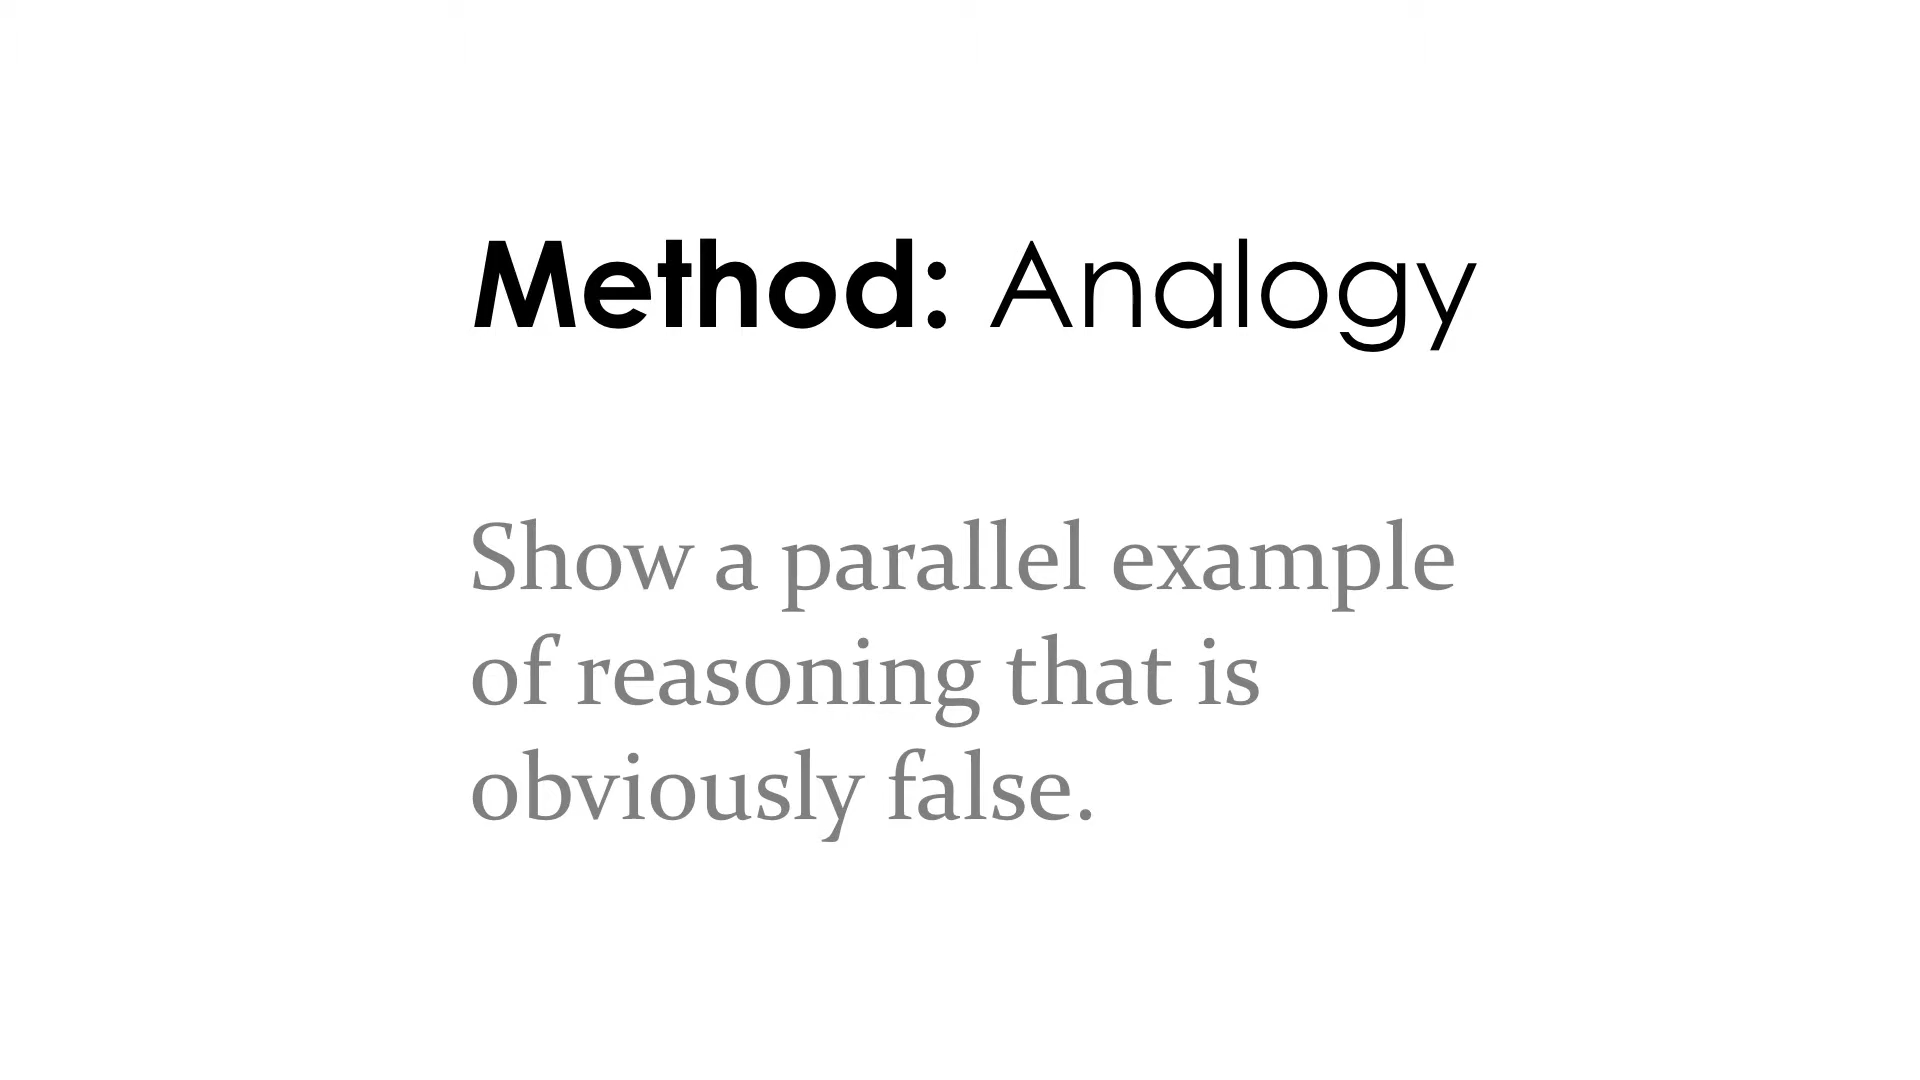 Method: Analogy
Show a parallel example
of reasoning that is
obviously false.